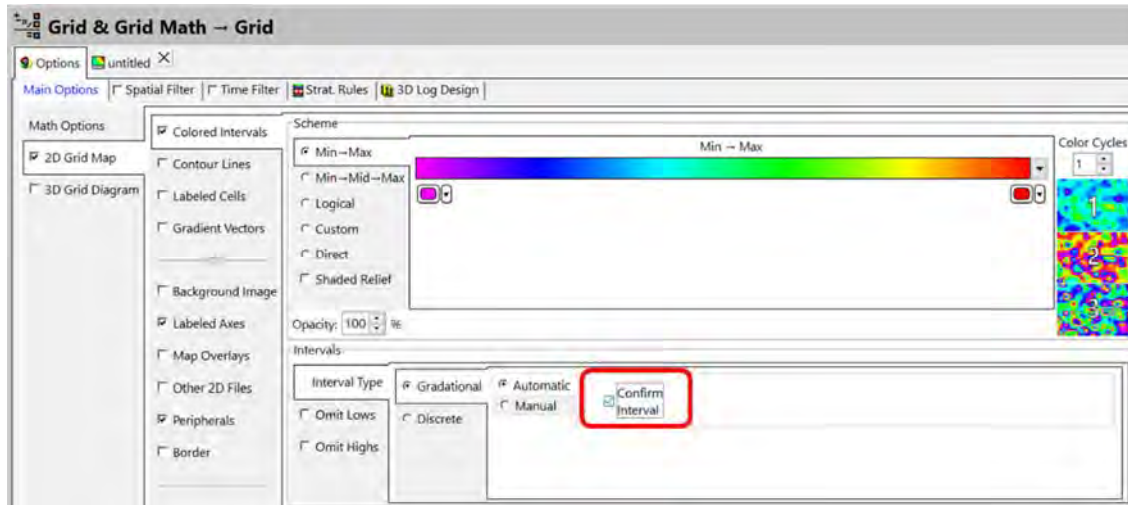 Grid & Grid Math → Grid
Options untitled
Main Options Spatial Filter Time Filter Strat. Rules 3D Log Design
Math Options
2D Grid Map
3D Grid Diagram
Colored Intervals
Contour Lines
Labeled Cells
Gradient Vectors
Background Image
Labeled Axes
Map Overlays
Other 2D Files
Peripherals
Border
Scheme
Min→Max
Min→Mid→Max
Logical
Custom
Direct
Shaded Relief
Opacity: 100 %
Min → Max
Color Cycles
1
1
2
3
Intervals
Interval Type
Omit Lows
Omit Highs
Gradational
Discrete
Automatic
Manual
Confirm
Interval